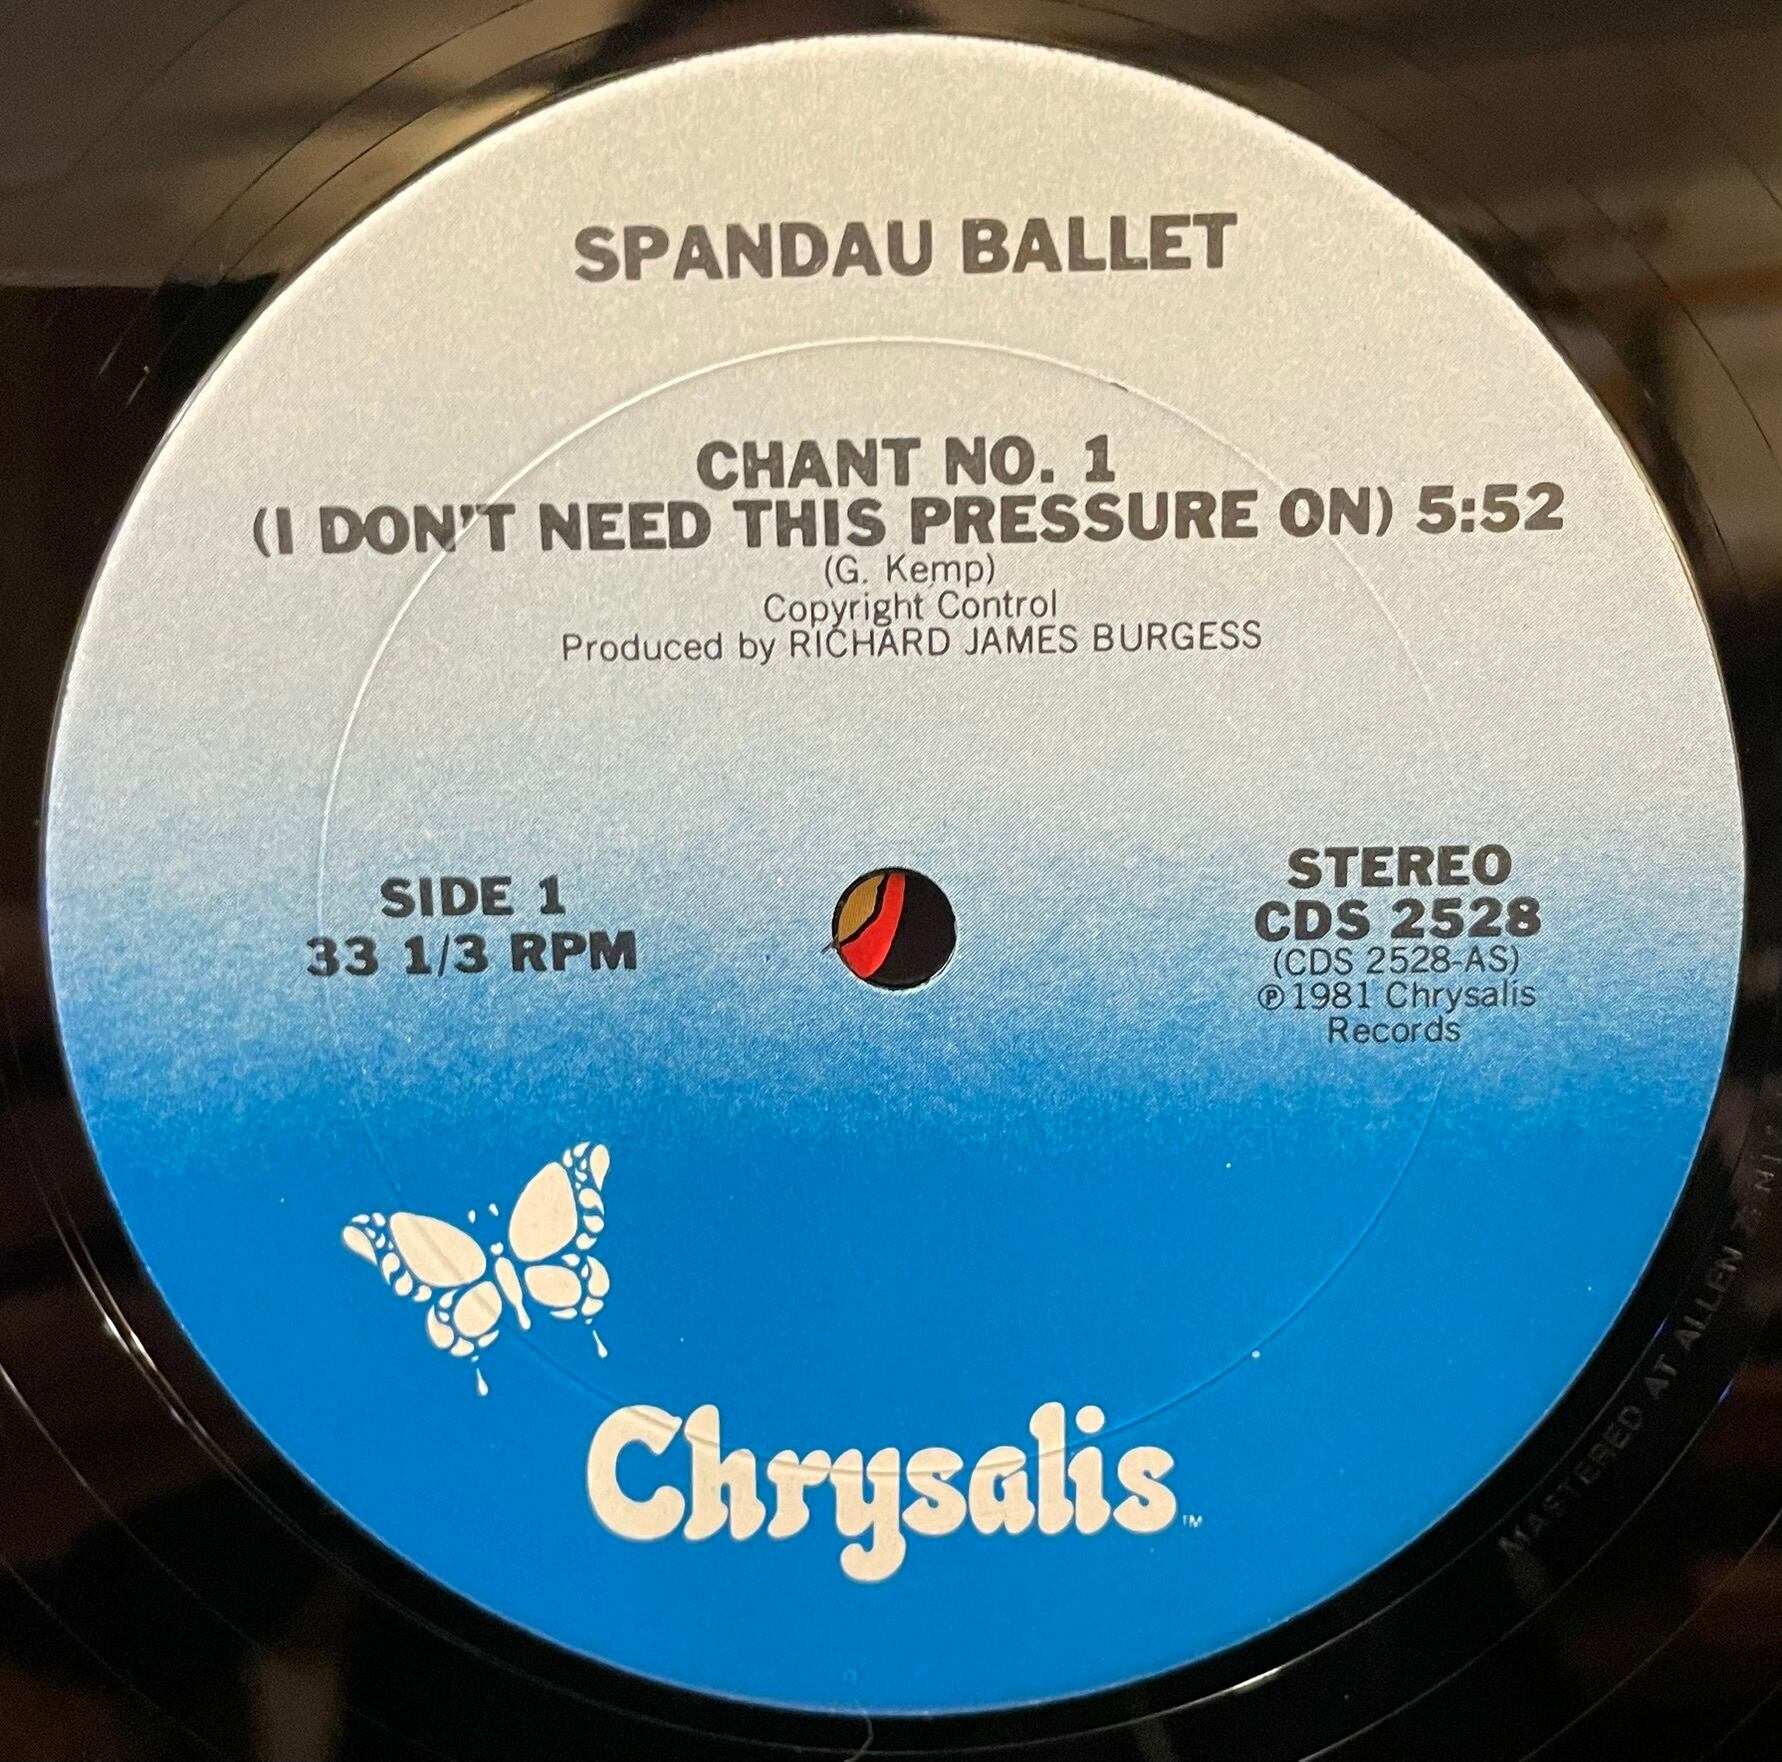 SPANDAU BALLET
CHANT NO. 1
(I DON'T NEED THIS PRESSURE ON) 5:52
(G. Kemp)
Copyright Control
Produced by RICHARD JAMES BURGESS
SIDE 1
33 1/3 RPM
STEREO
CDS 2528
(CDS 2528-AS)
℗1981 Chrysalis
Records
Chrysalis™
MASTERED AT ALLEN